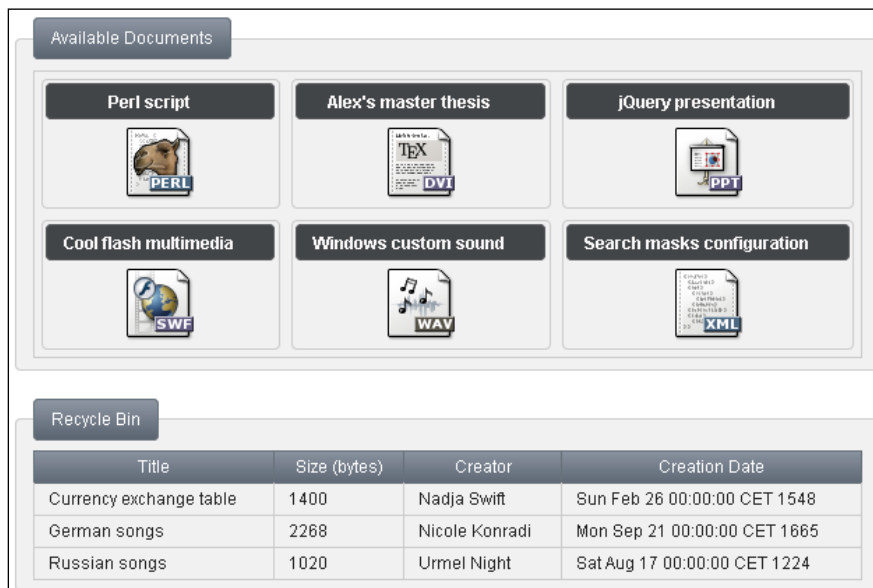 Available Documents
Perl script Alex's master thesis jQuery presentation
PERL TEX DVI PPT
Cool flash multimedia Windows custom sound Search masks configuration
SWF WAV XML
Recycle Bin
Title Size (bytes) Creator Creation Date
Currency exchange table 1400 Nadja Swift Sun Feb 26 00:00:00 CET 1548
German songs 2268 Nicole Konradi Mon Sep 21 00:00:00 CET 1665
Russian songs 1020 Urmel Night Sat Aug 17 00:00:00 CET 1224